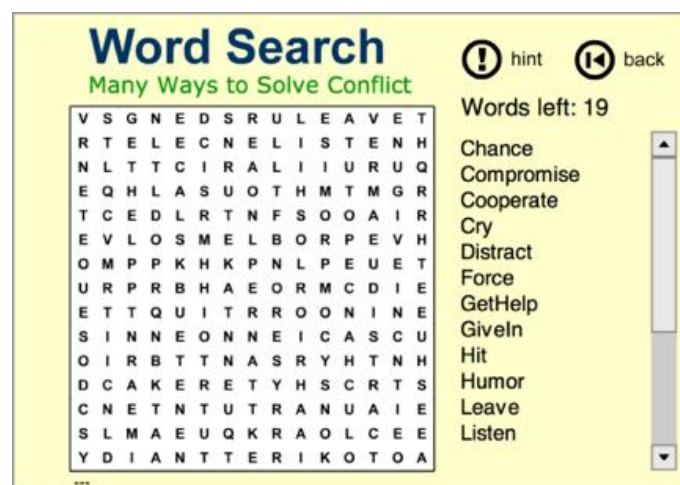 Word Search
Many Ways to Solve Conflict
hint
back
Words left: 19
V S G N E D S R U L E A V E T
R T E L E C N E L I S T E N H
N L T T C I R A L I I U R U Q
E Q H L A S U O T H M T M G R
T C E D L R T N F S O O A I R
E V L O S M E L B O R P E V H
O M P P K H K P N L P E U E T
U R P R B H A E O R M C D I E
E T T Q U I T R R O O N I N E
S I N N E O N N E I C A S C U
O I R B T T N A S R Y H T N H
D C A K E R E T Y H S C R T S
C N E T N T U T R A N U A I E
S L M A E U Q K R A O L C E E
Y D I A N T T E R I K O T O A
Chance
Compromise
Cooperate
Cry
Distract
Force
GetHelp
GiveIn
Hit
Humor
Leave
Listen